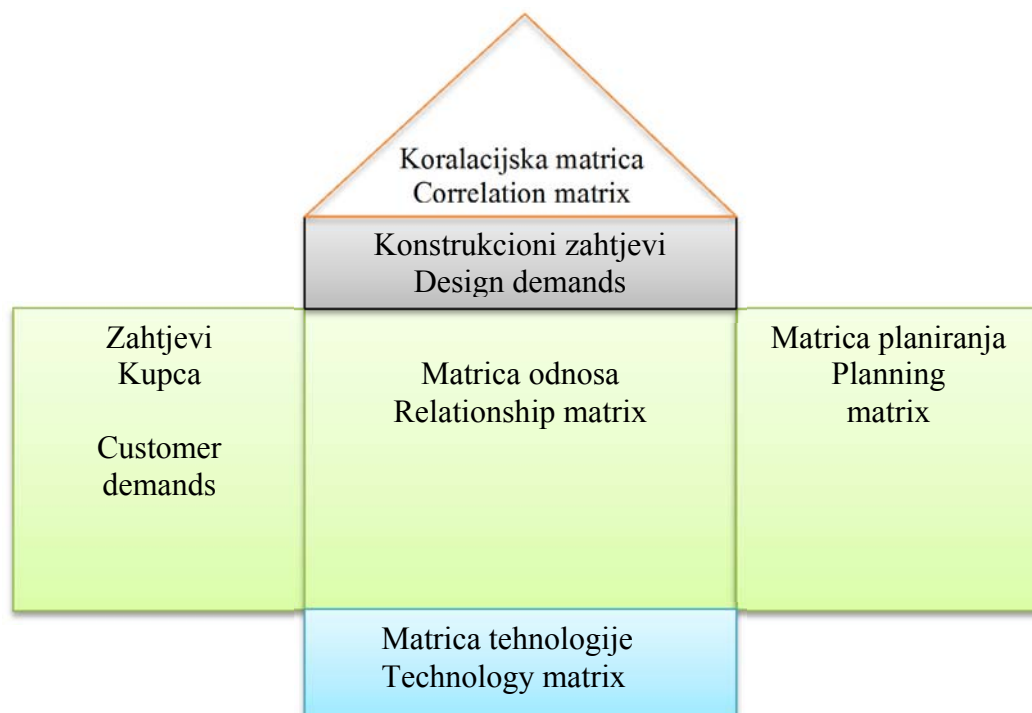 Koralacijska matrica
Correlation matrix
Konstrukcioni zahtjevi
Design demands
Zahtjevi
Kupca
Customer
demands
Matrica odnosa
Relationship matrix
Matrica planiranja
Planning
matrix
Matrica tehnologije
Technology matrix